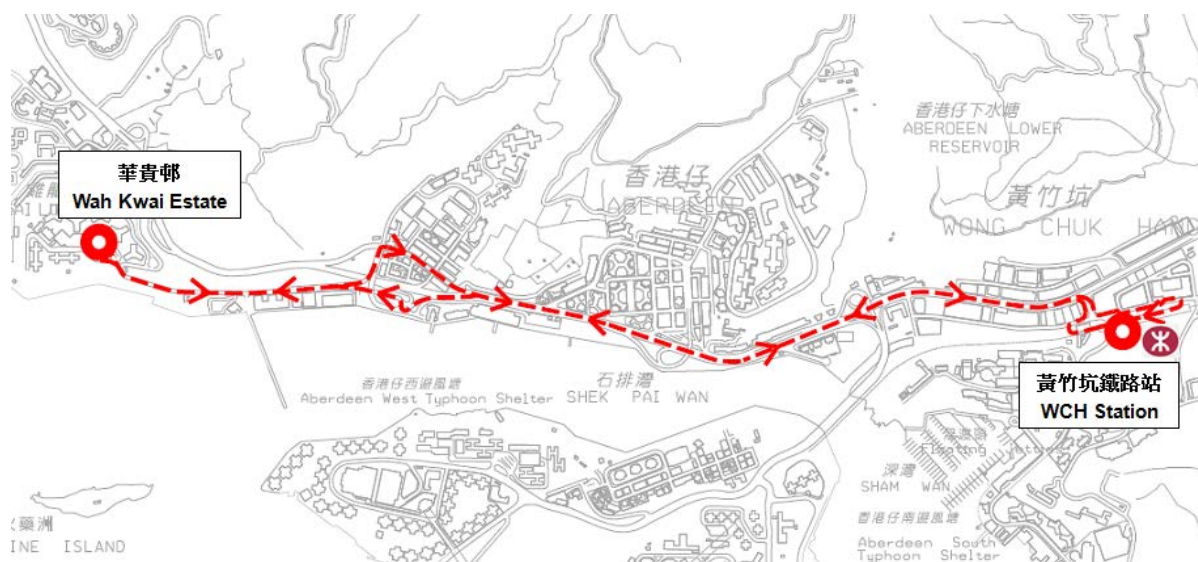 香港仔下水塘
ABERDEEN LOWER
RESERVOIR
華貴邨
Wah Kwai Estate
香港仔
ABERDEEN
黃竹坑
WONG CHUK HANG
香港仔西避風塘
Aberdeen West Typhoon Shelter
石排灣
SHEK PAI WAN
黃竹坑鐵路站
WCH Station
深灣
SHAM WAN
香港仔南避風塘
Aberdeen South
Typhoon Shelter
火藥洲
INE ISLAND